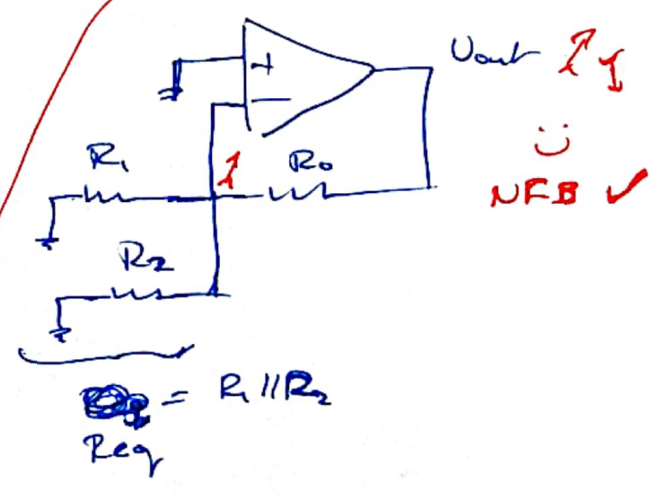 +
−
Vout ↑ ↓
R₁
↑
R₀
NFB ✓
R₂
= R₁ // R₂
Req